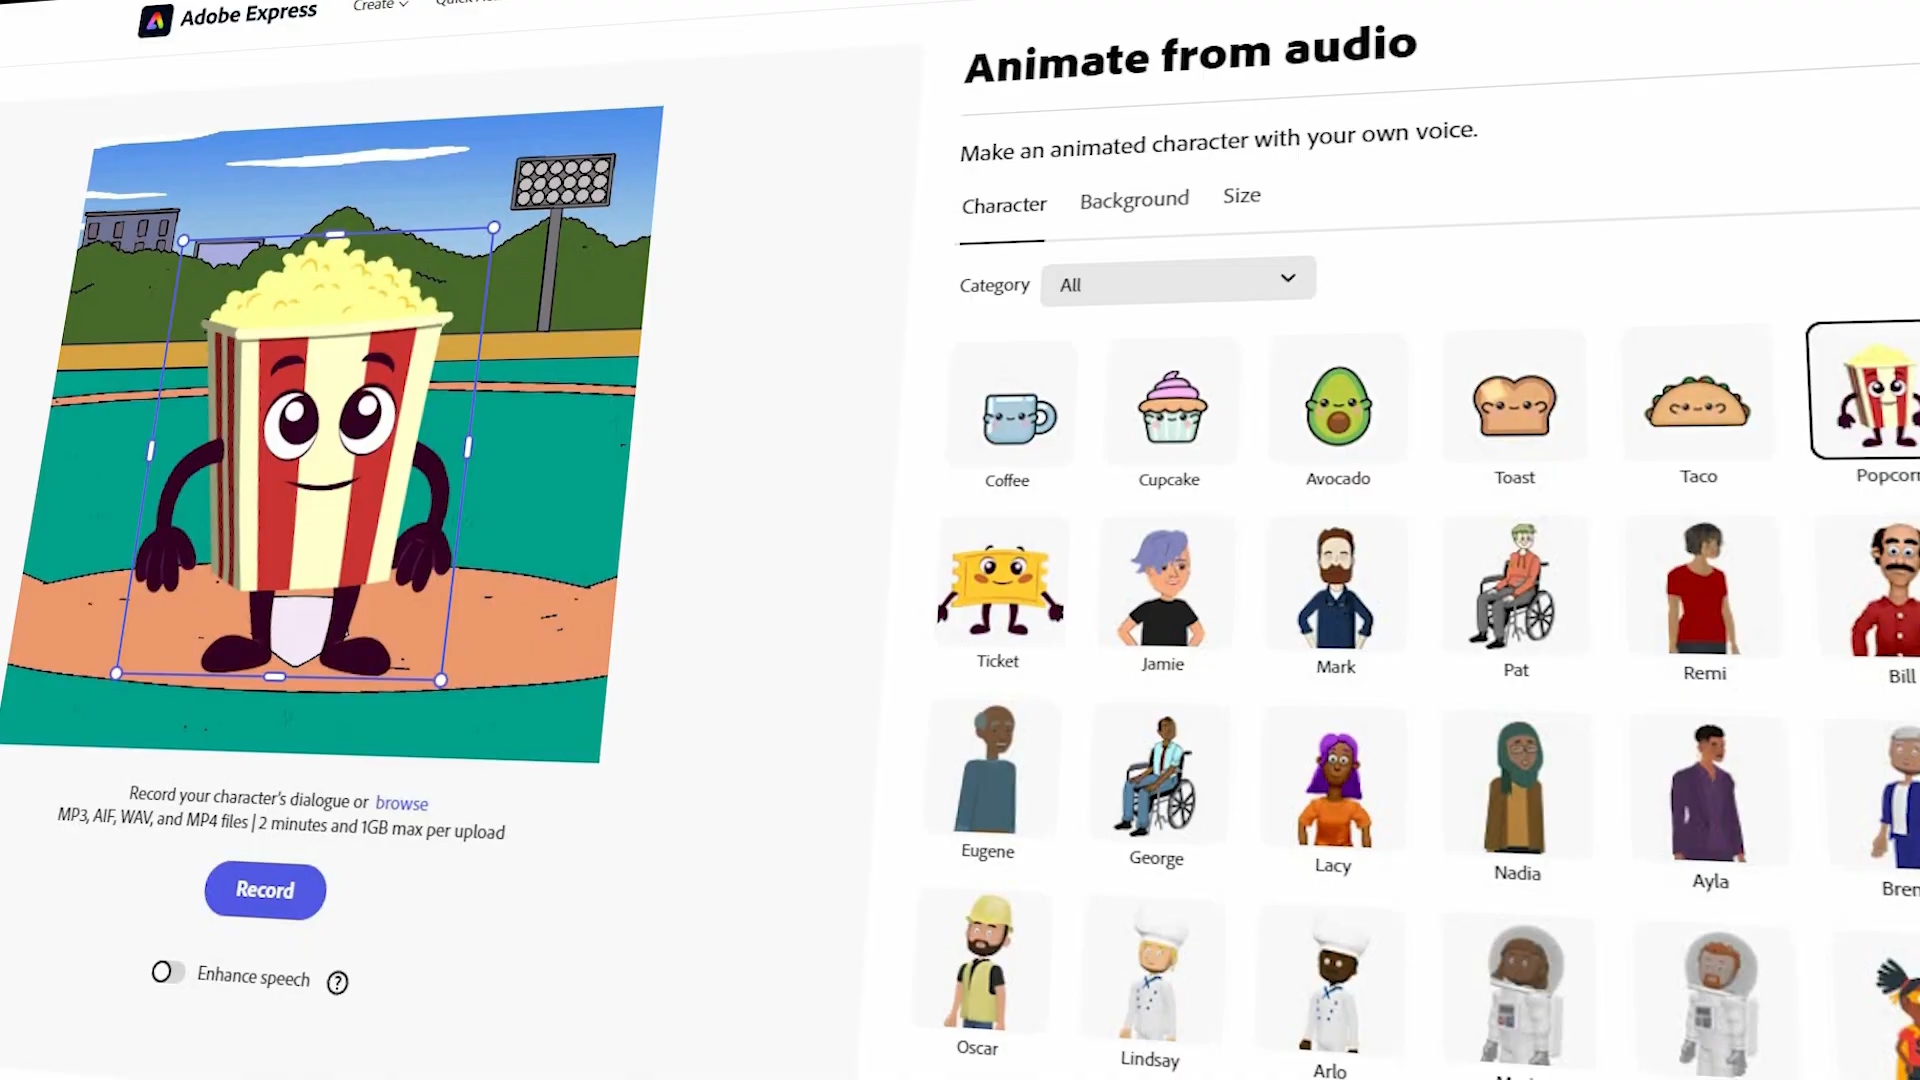 Adobe Express
Create
Animate from audio
Make an animated character with your own voice.
Character Background Size
Category All
Coffee Cupcake Avocado Toast Taco Popcorn
Ticket Jamie Mark Pat Remi Bill
Eugene George Lacy Nadia Ayla
Oscar Lindsay Arlo
Record your character's dialogue or browse
MP3, AIF, WAV, and MP4 files | 2 minutes and 1GB max per upload
Record
Enhance speech ?